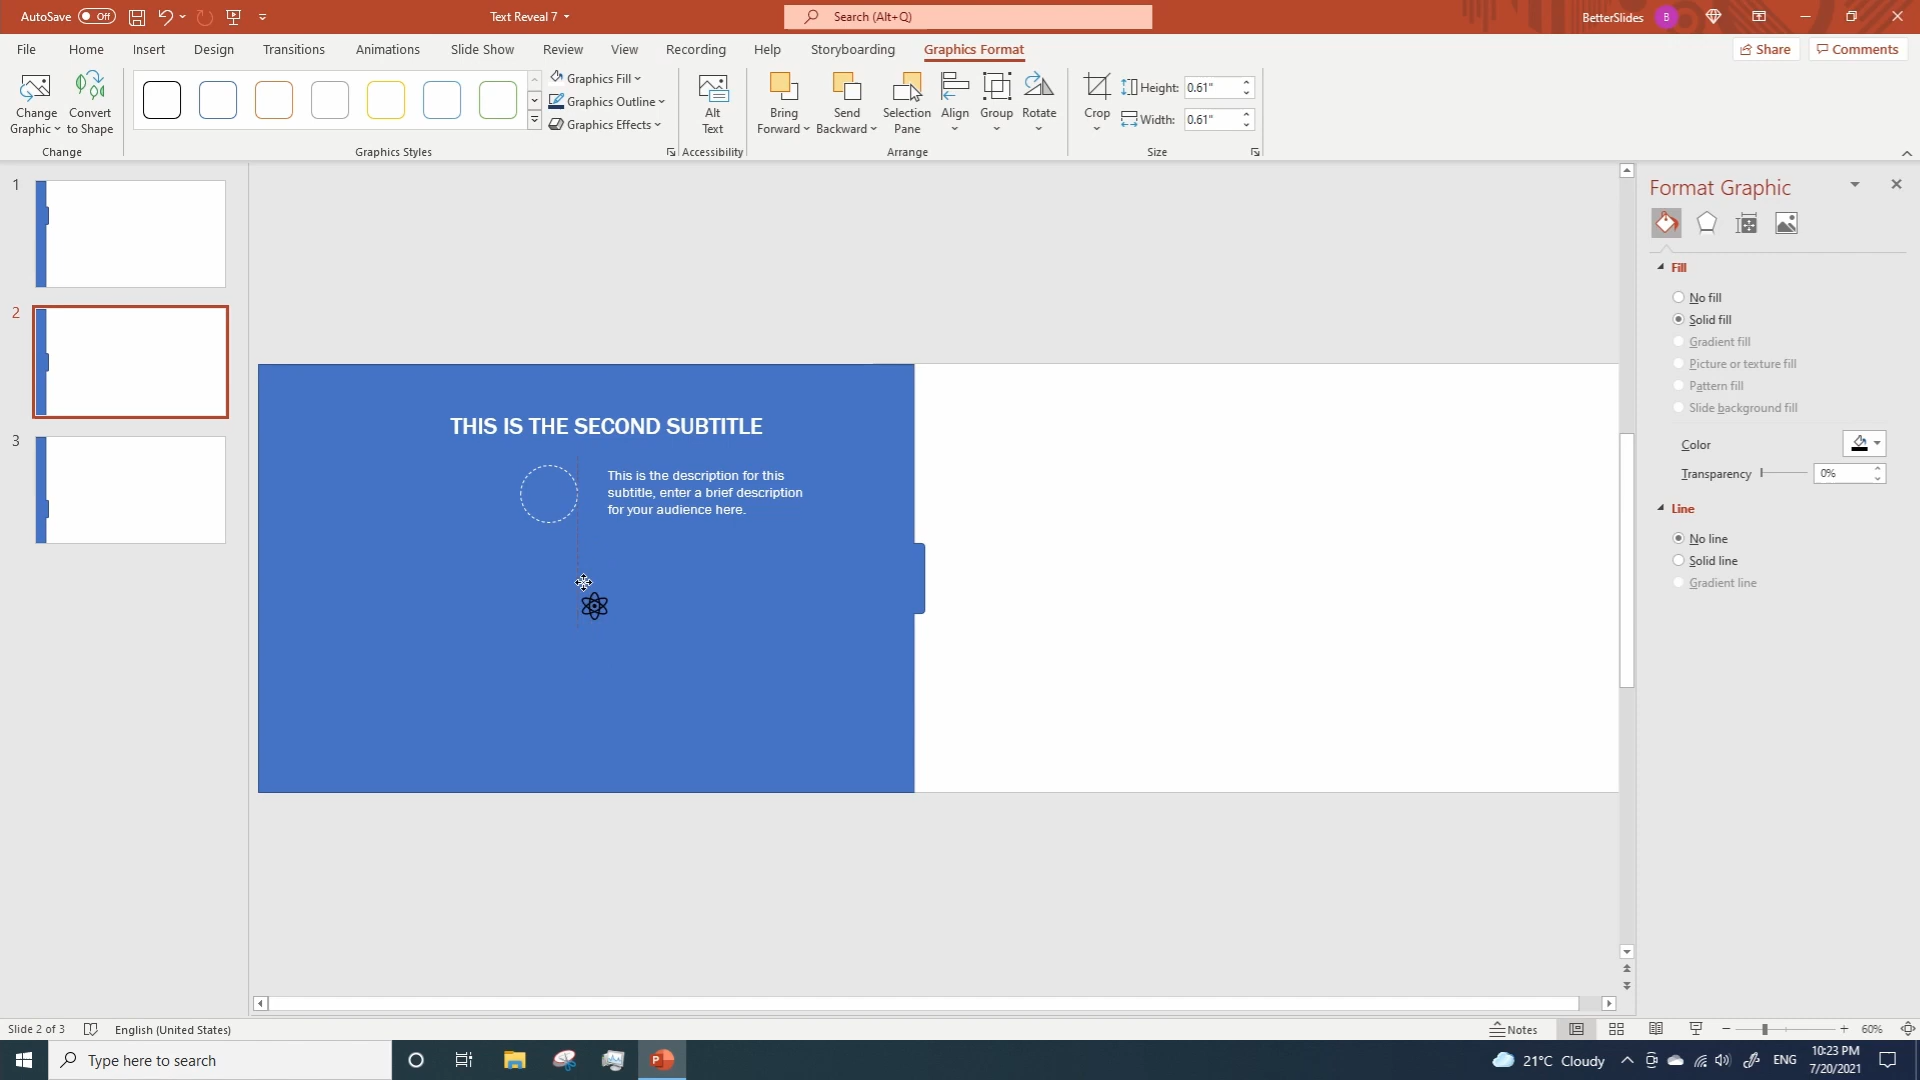 AutoSave Off
Text Reveal 7
Search (Alt+Q)
BetterSlides B
File Home Insert Design Transitions Animations Slide Show Review View Recording Help Storyboarding Graphics Format
Share Comments
Change Graphic
Convert to Shape
Change
Graphics Fill
Graphics Outline
Graphics Effects
Graphics Styles
Alt Text
Accessibility
Bring Forward
Send Backward
Selection Pane
Align
Group
Rotate
Arrange
Crop
Height: 0.61"
Width: 0.61"
Size
1
2
3
THIS IS THE SECOND SUBTITLE
This is the description for this
subtitle, enter a brief description
for your audience here.
Format Graphic
Fill
No fill
Solid fill
Gradient fill
Picture or texture fill
Pattern fill
Slide background fill
Color
Transparency 0%
Line
No line
Solid line
Gradient line
Slide 2 of 3 English (United States)
Notes 60%
Type here to search
P
21°C Cloudy
ENG
10:23 PM
7/20/2021